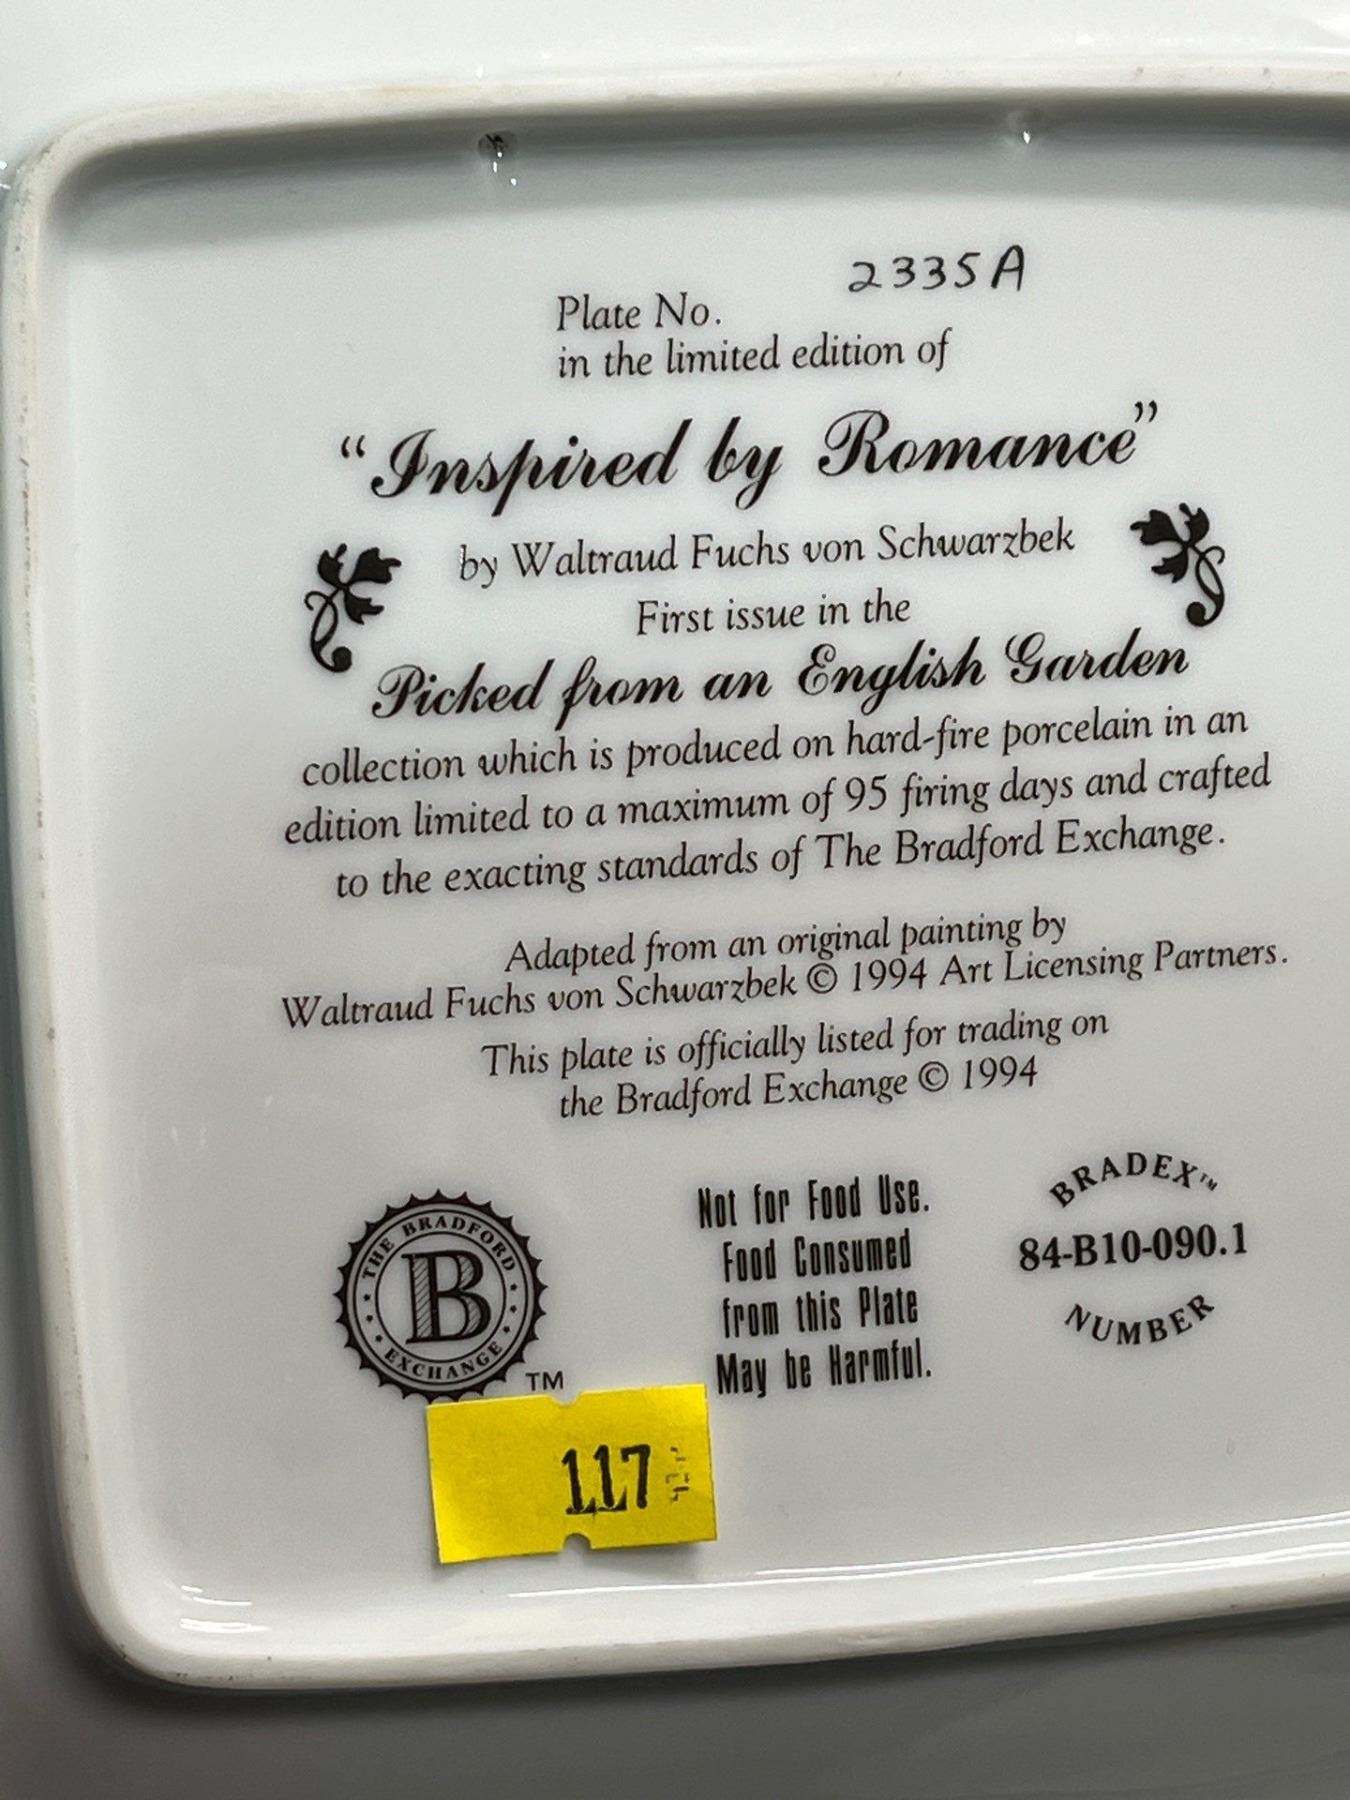 2335A
Plate No.
in the limited edition of
“Inspired by Romance”
by Waltraud Fuchs von Schwarzbek
First issue in the
Picked from an English Garden
collection which is produced on hard-fire porcelain in an
edition limited to a maximum of 95 firing days and crafted
to the exacting standards of The Bradford Exchange.
Adapted from an original painting by
Waltraud Fuchs von Schwarzbek © 1994 Art Licensing Partners.
This plate is officially listed for trading on
the Bradford Exchange © 1994
THE BRADFORD
B
EXCHANGE
TM
Not for Food Use.
Food Consumed
from this Plate
May be Harmful.
BRADEX™
84-B10-090.1
NUMBER
117